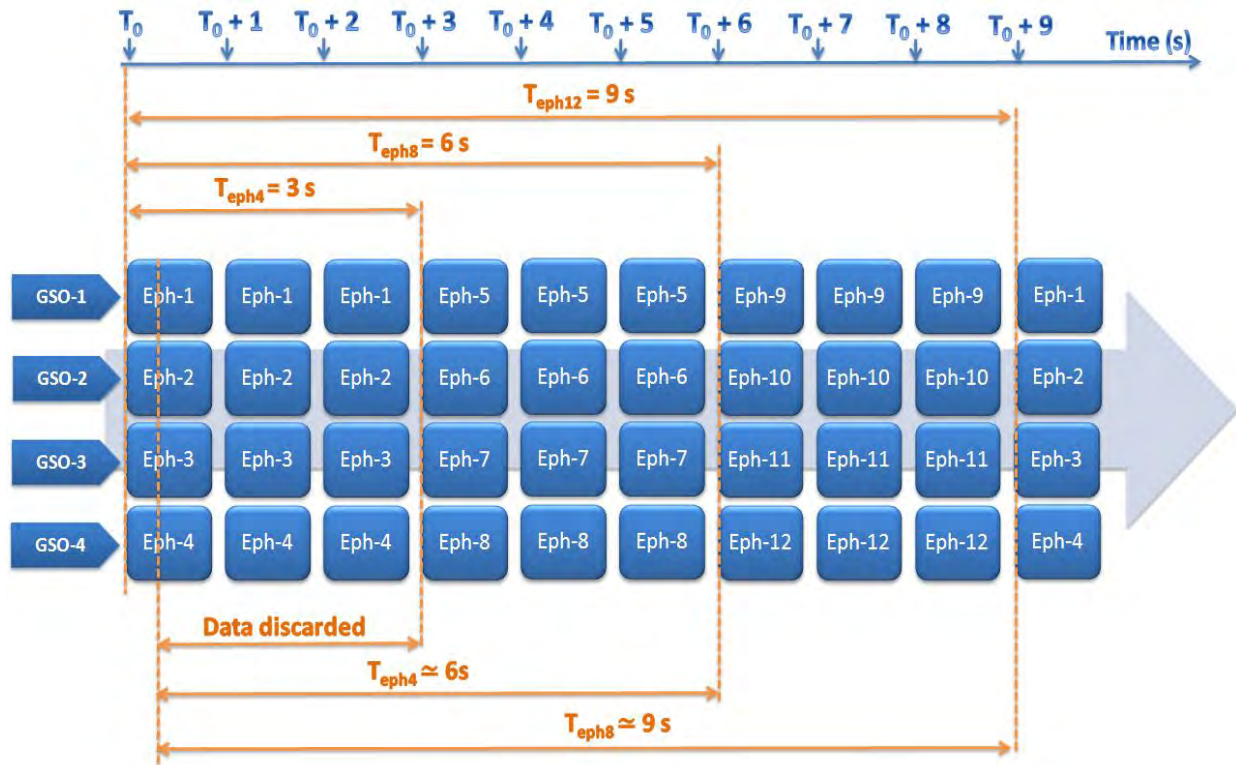 T0 T0 + 1 T0 + 2 T0 + 3 T0 + 4 T0 + 5 T0 + 6 T0 + 7 T0 + 8 T0 + 9
Time (s)
Teph12 = 9 s
Teph8 = 6 s
Teph4 = 3 s
GSO-1 Eph-1 Eph-1 Eph-1 Eph-5 Eph-5 Eph-5 Eph-9 Eph-9 Eph-9 Eph-1
GSO-2 Eph-2 Eph-2 Eph-2 Eph-6 Eph-6 Eph-6 Eph-10 Eph-10 Eph-10 Eph-2
GSO-3 Eph-3 Eph-3 Eph-3 Eph-7 Eph-7 Eph-7 Eph-11 Eph-11 Eph-11 Eph-3
GSO-4 Eph-4 Eph-4 Eph-4 Eph-8 Eph-8 Eph-8 Eph-12 Eph-12 Eph-12 Eph-4
Data discarded
Teph4 ≃ 6s
Teph8 ≃ 9 s